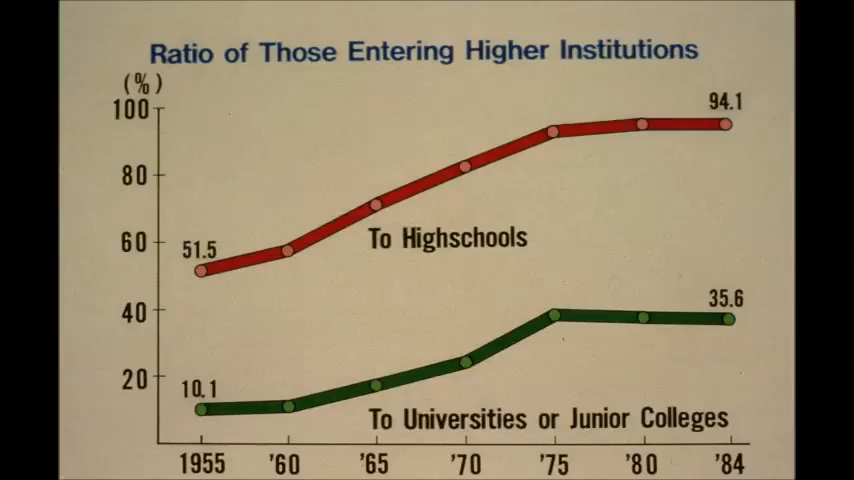 Ratio of Those Entering Higher Institutions
(%)
100
94.1
80
60
51.5
To Highschools
40
35.6
20
10.1
To Universities or Junior Colleges
1955 '60 '65 '70 '75 '80 '84